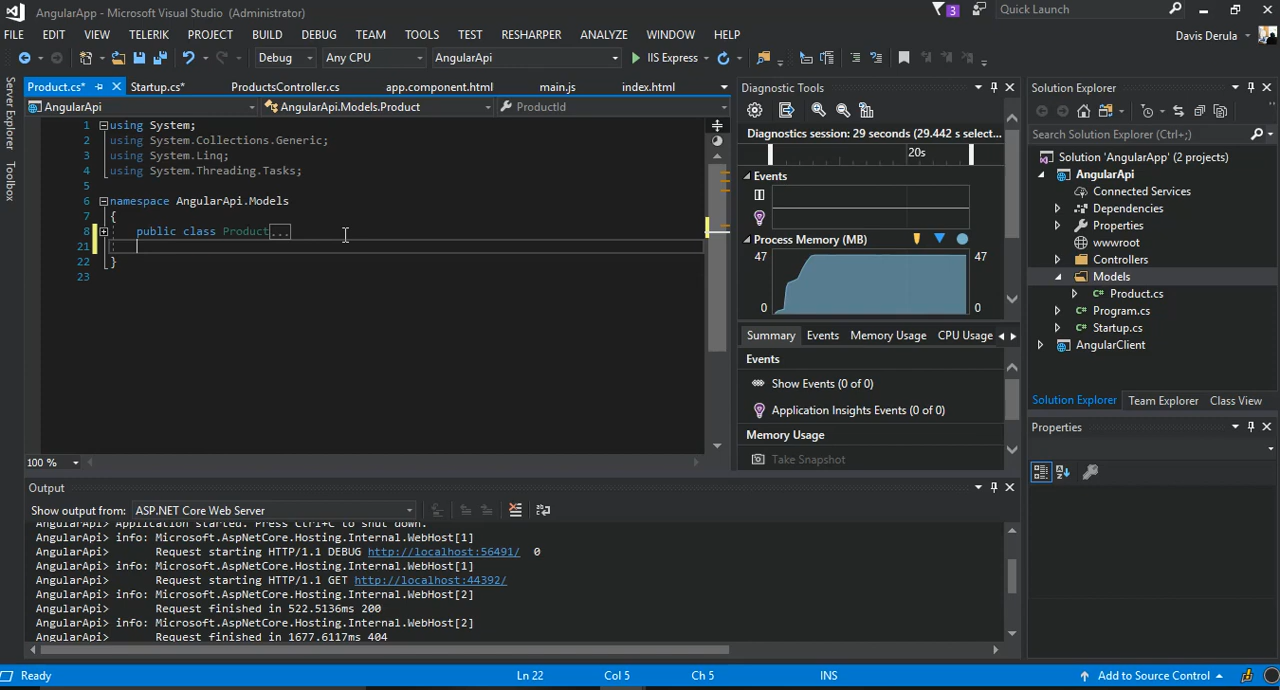 AngularApp - Microsoft Visual Studio (Administrator)
3
Quick Launch
FILE EDIT VIEW TELERIK PROJECT BUILD DEBUG TEAM TOOLS TEST RESHARPER ANALYZE WINDOW HELP
Davis Derula
Debug Any CPU AngularApi IIS Express
Server Explorer
Toolbox
Product.cs* Startup.cs* ProductsController.cs app.component.html main.js index.html
AngularApi AngularApi.Models.Product ProductId
1 using System;
2 using System.Collections.Generic;
3 using System.Linq;
4 using System.Threading.Tasks;
5
6 namespace AngularApi.Models
7 {
8 public class Product...
21
22 }
23
100 %
Diagnostic Tools
Diagnostics session: 29 seconds (29.442 s select...
20s
Events
Process Memory (MB)
47 47
0 0
Summary Events Memory Usage CPU Usage
Events
Show Events (0 of 0)
Application Insights Events (0 of 0)
Memory Usage
Take Snapshot
Solution Explorer
Search Solution Explorer (Ctrl+;)
Solution 'AngularApp' (2 projects)
AngularApi
Connected Services
Dependencies
Properties
wwwroot
Controllers
Models
Product.cs
Program.cs
Startup.cs
AngularClient
Solution Explorer Team Explorer Class View
Properties
Output
Show output from: ASP.NET Core Web Server
AngularApi> Application started. Press Ctrl+C to shut down.
AngularApi> info: Microsoft.AspNetCore.Hosting.Internal.WebHost[1]
AngularApi> Request starting HTTP/1.1 DEBUG http://localhost:56491/ 0
AngularApi> info: Microsoft.AspNetCore.Hosting.Internal.WebHost[1]
AngularApi> Request starting HTTP/1.1 GET http://localhost:44392/
AngularApi> info: Microsoft.AspNetCore.Hosting.Internal.WebHost[2]
AngularApi> Request finished in 522.5136ms 200
AngularApi> info: Microsoft.AspNetCore.Hosting.Internal.WebHost[2]
AngularApi> Request finished in 1677.6117ms 404
Ready Ln 22 Col 5 Ch 5 INS Add to Source Control